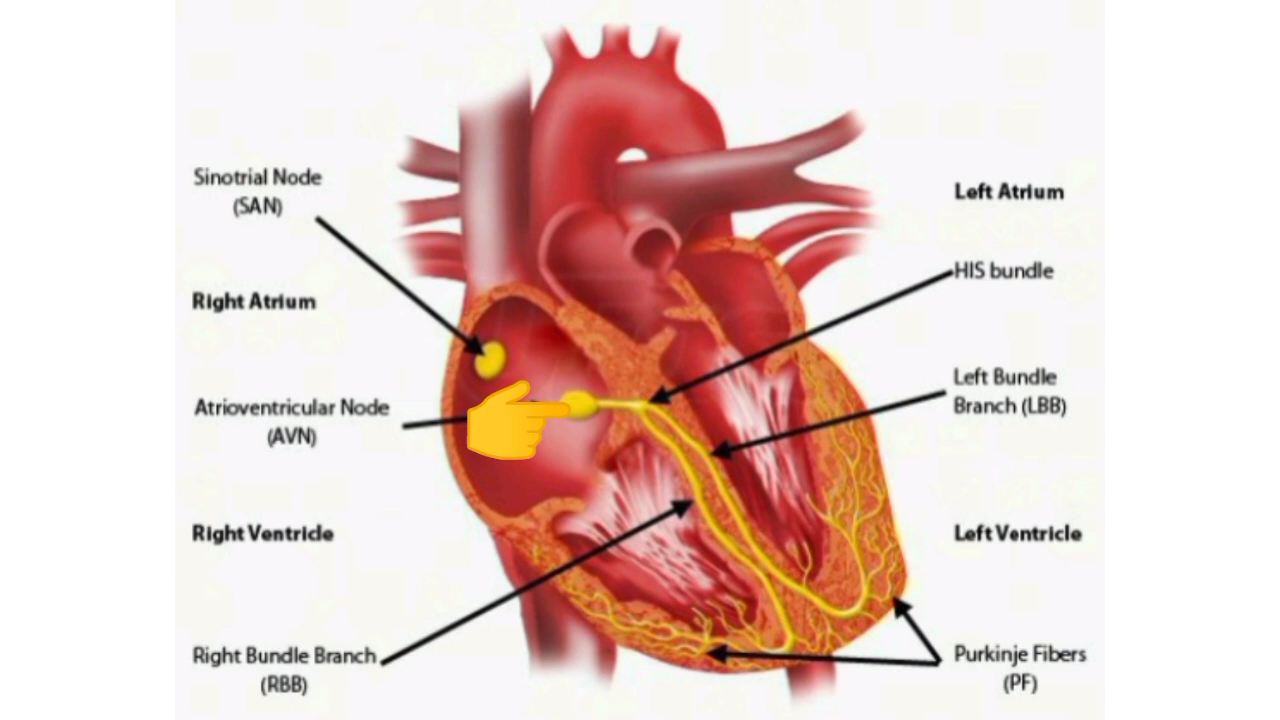 Sinotrial Node
(SAN)
Right Atrium
Atrioventricular Node
(AVN)
Right Ventricle
Right Bundle Branch
(RBB)
Left Atrium
HIS bundle
Left Bundle
Branch (LBB)
Left Ventricle
Purkinje Fibers
(PF)